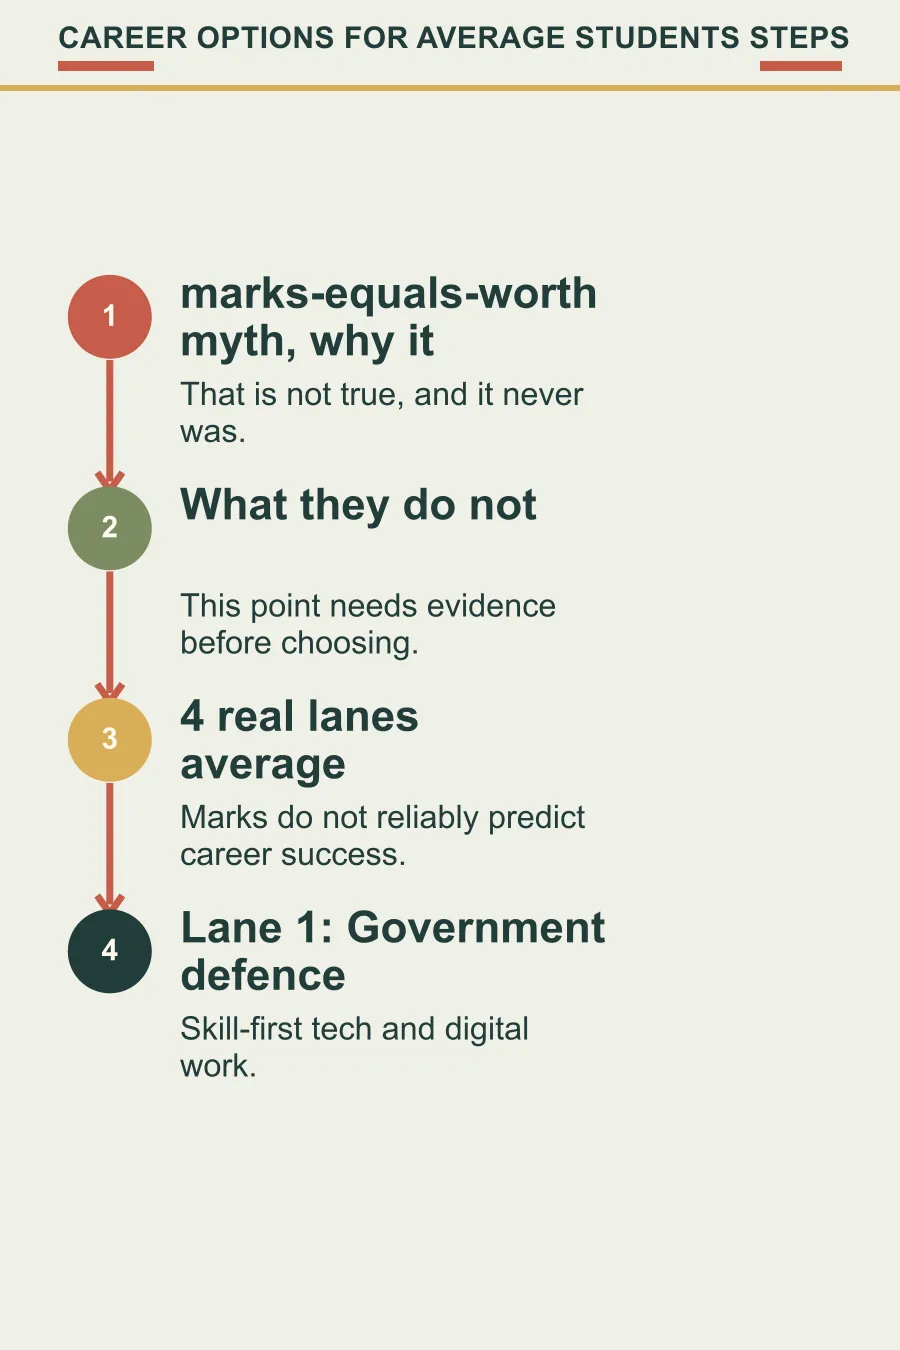 CAREER OPTIONS FOR AVERAGE STUDENTS STEPS
1
marks-equals-worth
myth, why it
That is not true, and it never
was.
2
What they do not
This point needs evidence
before choosing.
3
4 real lanes
average
Marks do not reliably predict
career success.
4
Lane 1: Government
defence
Skill-first tech and digital
work.